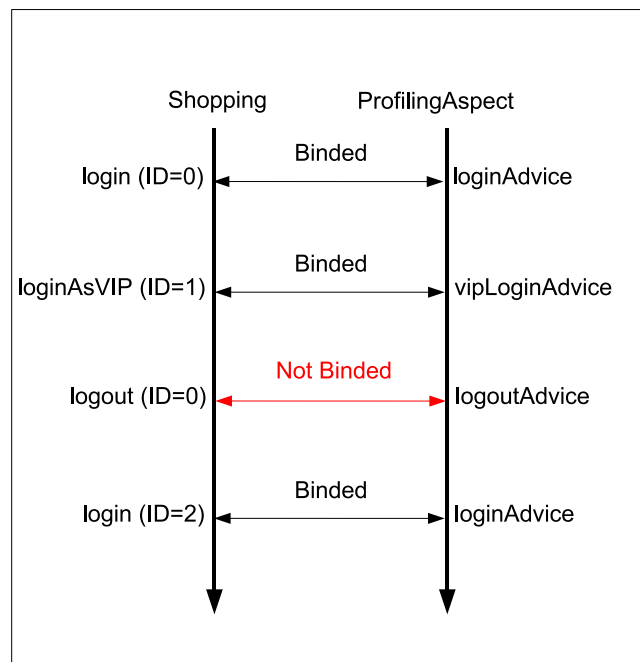 Shopping ProfilingAspect
Binded
login (ID=0) loginAdvice
Binded
loginAsVIP (ID=1) vipLoginAdvice
Not Binded
logout (ID=0) logoutAdvice
Binded
login (ID=2) loginAdvice